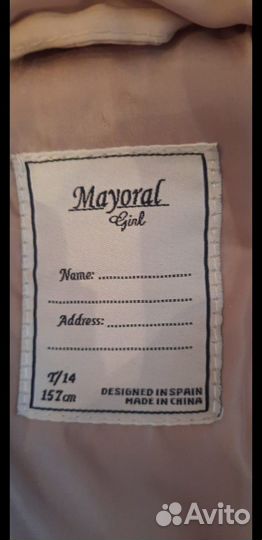 Mayoral
Girl
Name: ...................
..............................
Address: .................
..............................
T/14
157cm
DESIGNED IN SPAIN
MADE IN CHINA
Avito